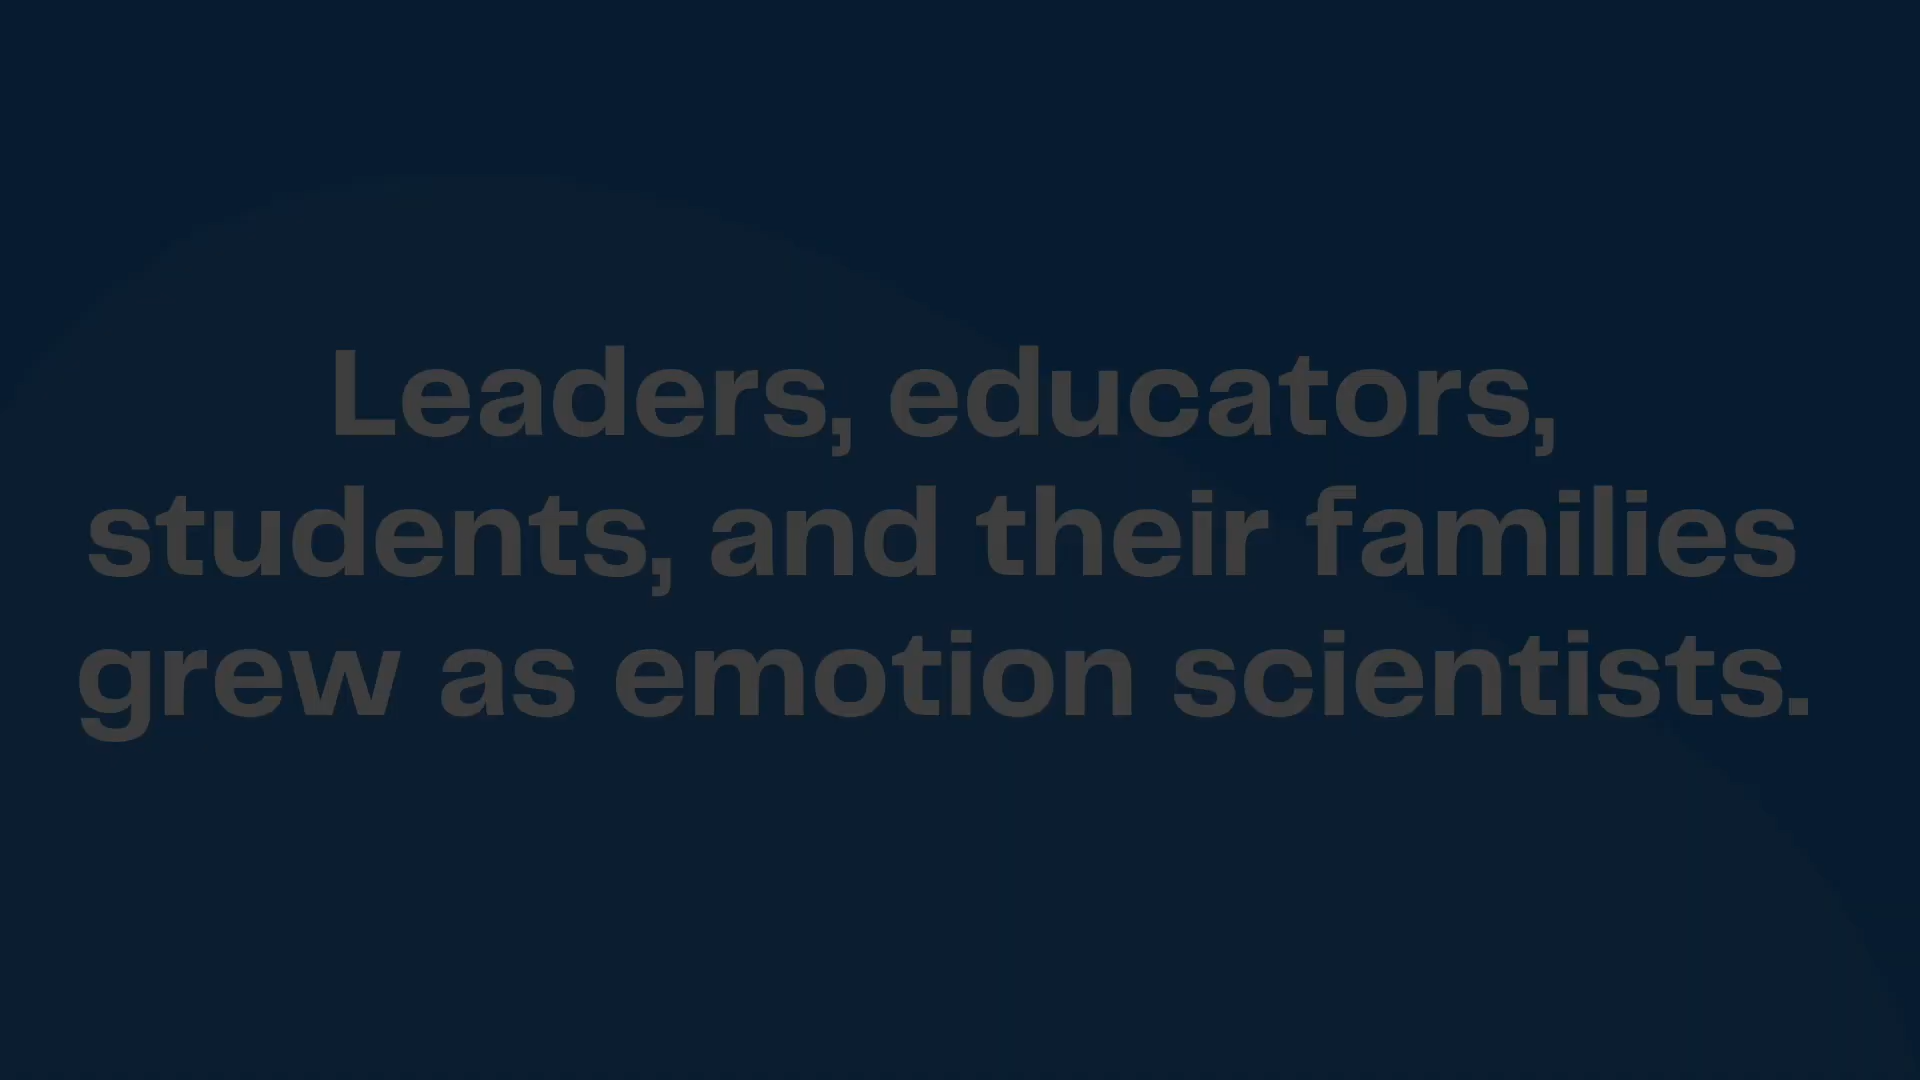 Leaders, educators,
students, and their families
grew as emotion scientists.